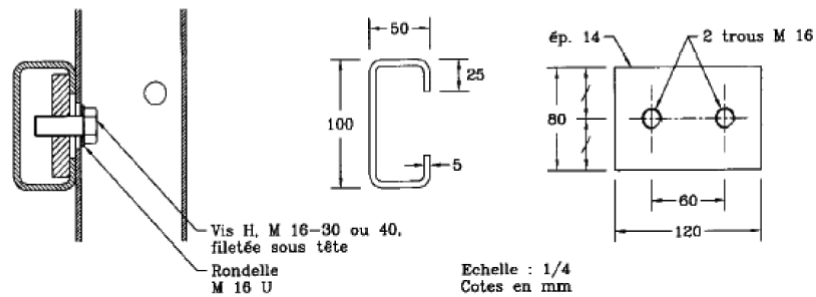 50
ép. 14
2 trous M 16
25
100
80
5
60
120
Vis H, M 16-30 ou 40,
filetée sous tête
Rondelle
M 16 U
Echelle : 1/4
Cotes en mm